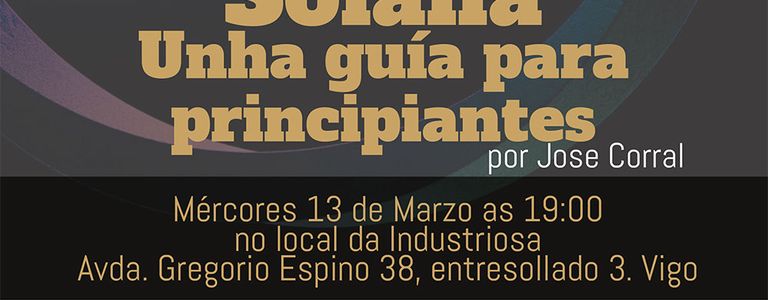 Solana
Unha guía para
principiantes
por Jose Corral
Mércores 13 de Marzo as 19:00
no local da Industriosa
Avda. Gregorio Espino 38, entresollado 3. Vigo